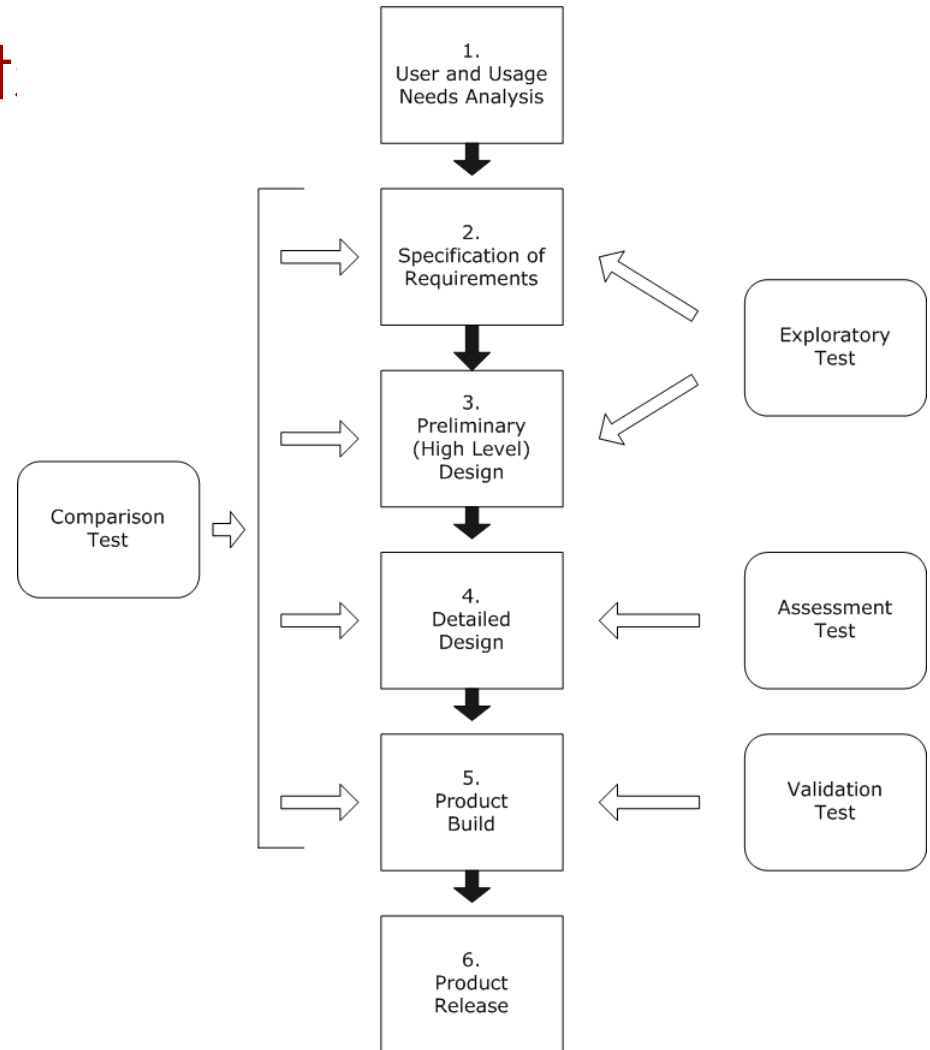 1.
User and Usage
Needs Analysis
2.
Specification of
Requirements
Exploratory
Test
3.
Preliminary
(High Level)
Design
Comparison
Test
4.
Detailed
Design
Assessment
Test
5.
Product
Build
Validation
Test
6.
Product
Release